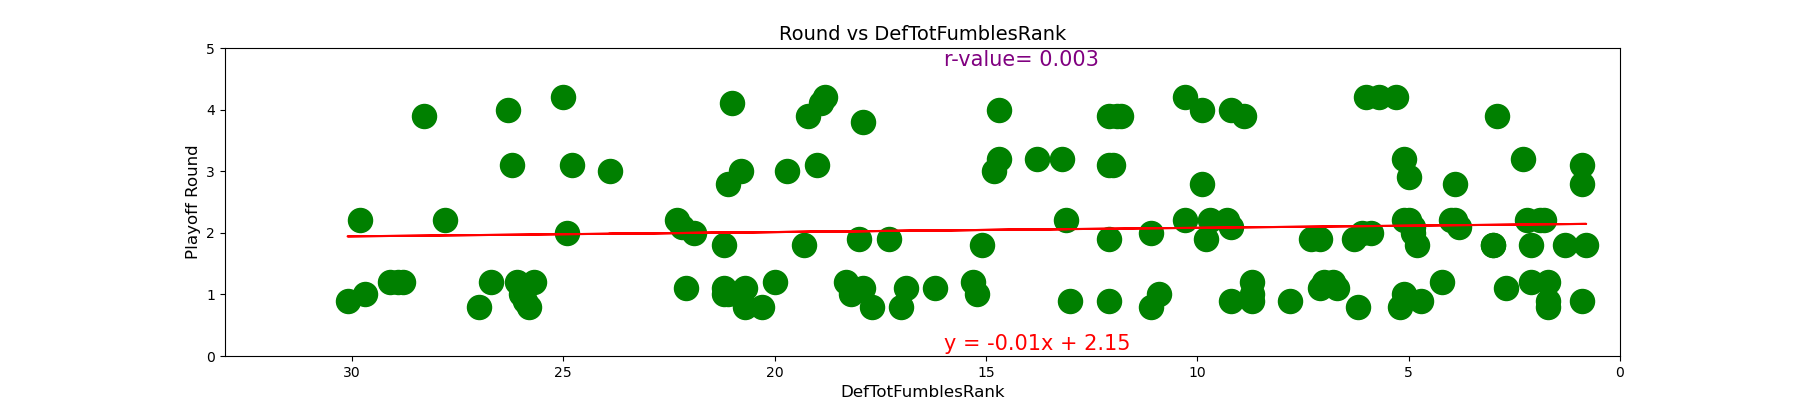 Round vs DefTotFumblesRank
r-value= 0.003
5
4
3
2
1
0
Playoff Round
y = -0.01x + 2.15
30 25 20 15 10 5 0
DefTotFumblesRank